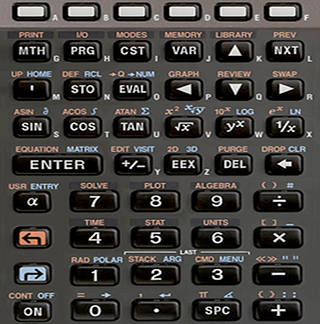 A B C D E F
PRINT I/O MODES MEMORY LIBRARY PREV
MTH G PRG H CST I VAR J ▲ K NXT L
UP HOME DEF RCL →Q →NUM GRAPH REVIEW SWAP
' M STO N EVAL O ◀ P ▼ Q ▶ R
ASIN ∂ ACOS ∫ ATAN Σ x² ˣ√y 10ˣ LOG eˣ LN
SIN S COS T TAN U √x V yˣ W 1/x X
EQUATION MATRIX EDIT VISIT 2D 3D PURGE DROP CLR
ENTER +/− Y EEX Z DEL ←
USR ENTRY SOLVE PLOT ALGEBRA ( ) #
α 7 8 9 ÷
TIME STAT UNITS [ ] _
4 5 6 ×
LAST
RAD POLAR STACK ARG CMD MENU « » " "
1 2 3 −
CONT OFF = → , ↵ π ∠ { } : :
ON 0 . SPC +